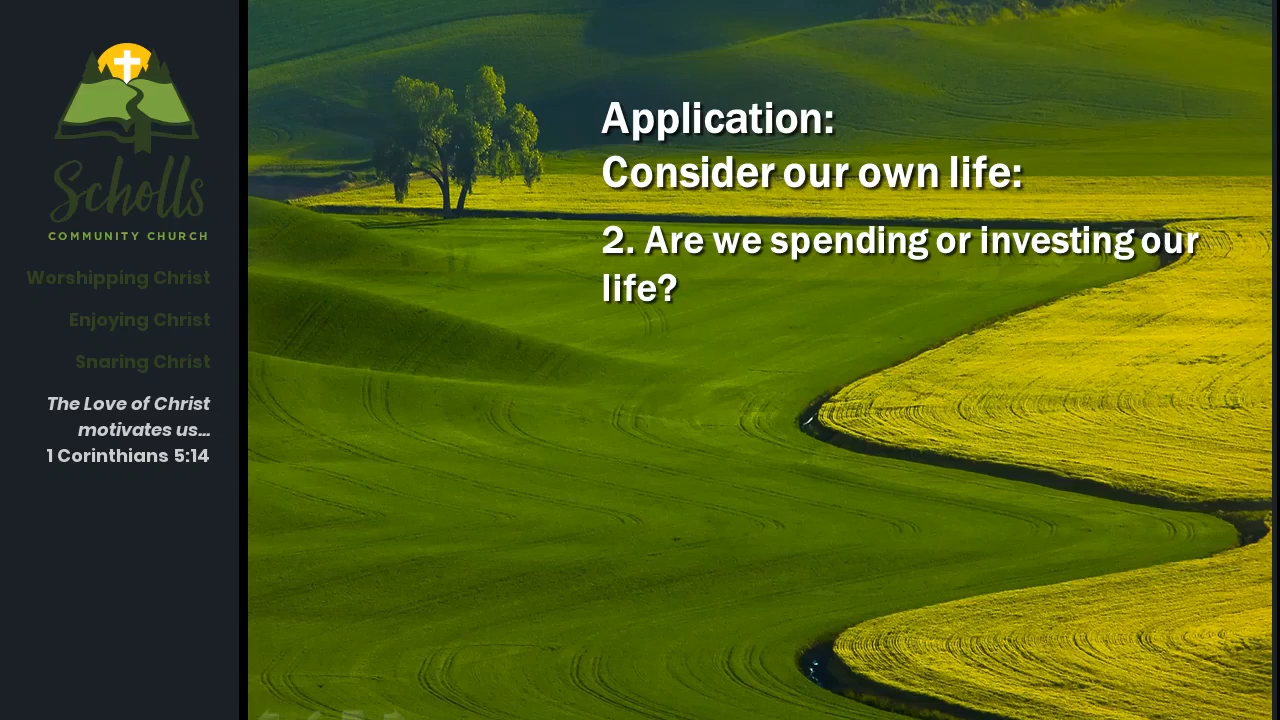 Scholls
COMMUNITY CHURCH
Worshipping Christ
Enjoying Christ
Snaring Christ
The Love of Christ
motivates us...
1 Corinthians 5:14
Application:
Consider our own life:
2. Are we spending or investing our
life?